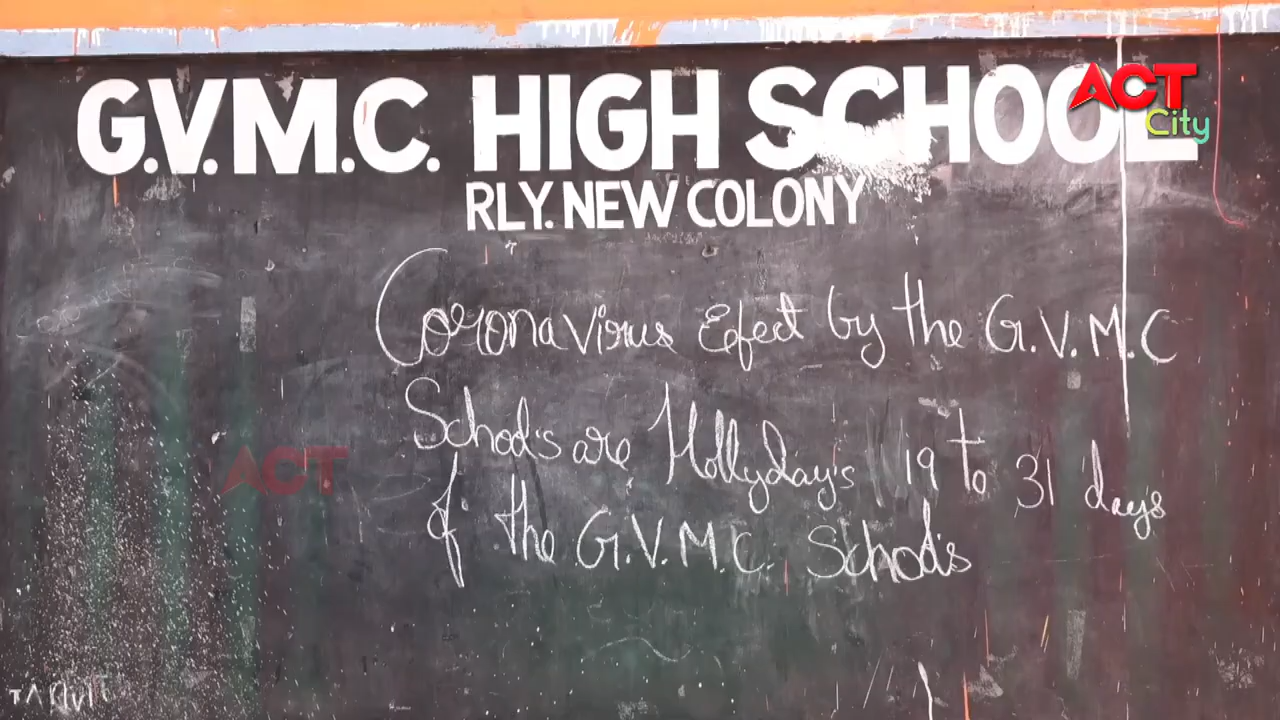 G.V.M.C. HIGH SCHOOL
RLY. NEW COLONY
ACT
City
Coronavirus Efect by the G.V.M.C
School's are Hollyday's 19 to 31 days
of the G.V.M.C. School's
ACT